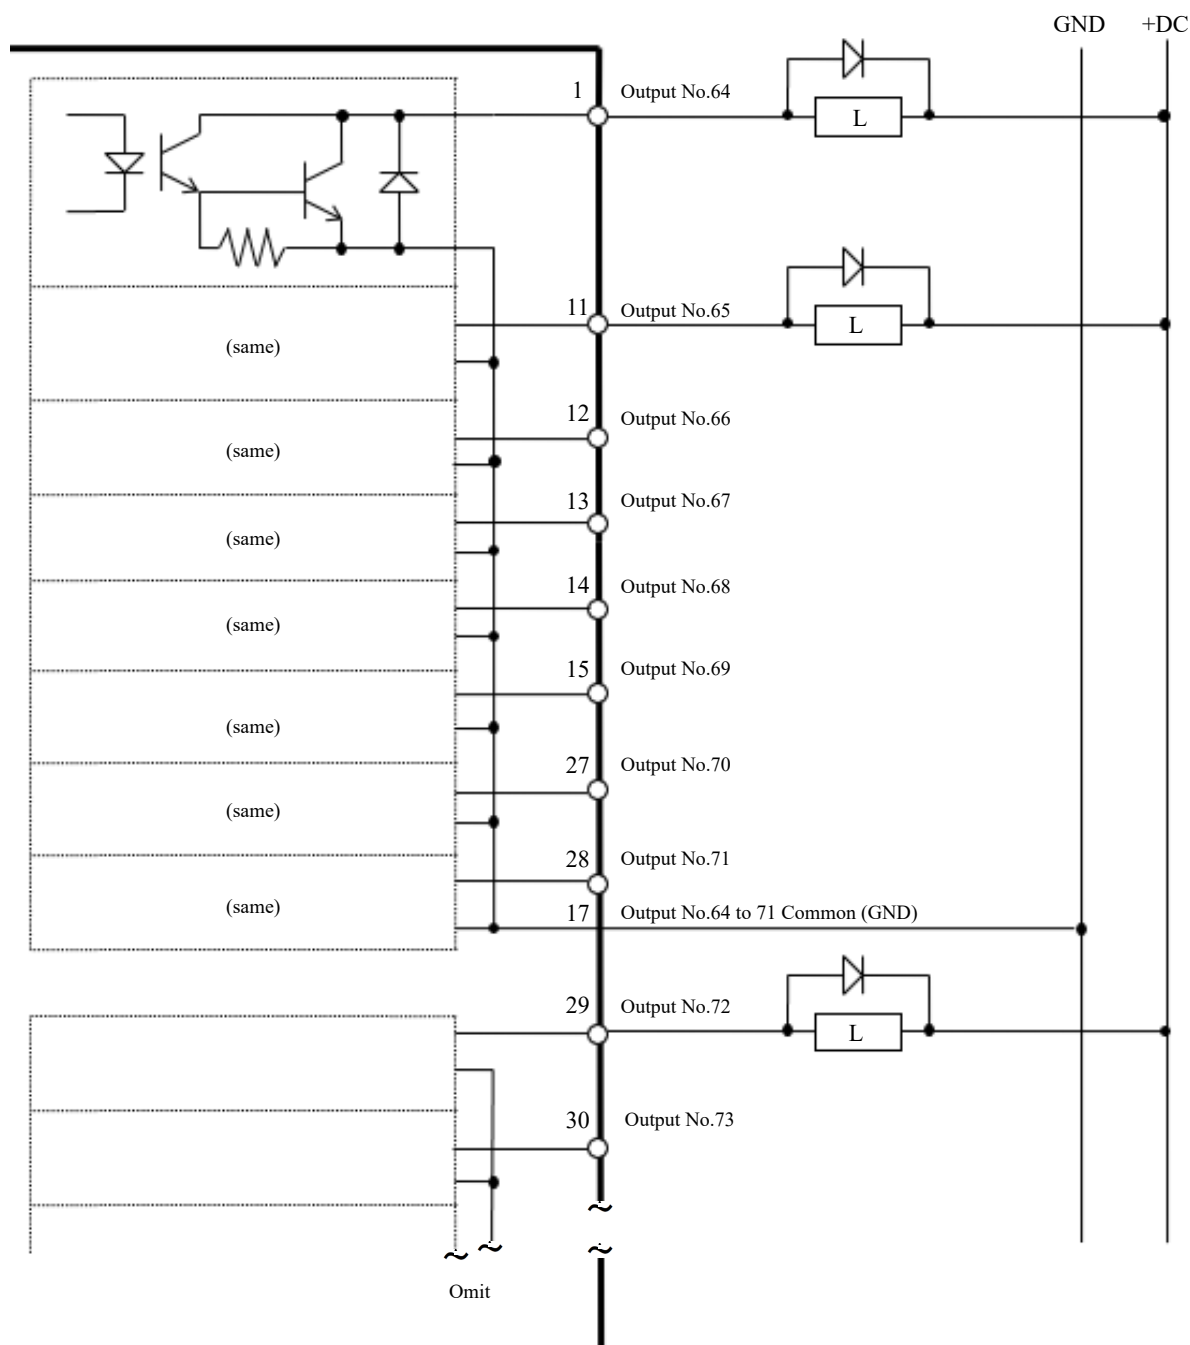 GND +DC
1 Output No.64
L
11 Output No.65
L
(same)
12 Output No.66
(same)
13 Output No.67
(same)
14 Output No.68
(same)
15 Output No.69
(same)
27 Output No.70
(same)
28 Output No.71
(same)
17 Output No.64 to 71 Common (GND)
29 Output No.72
L
30 Output No.73
Omit